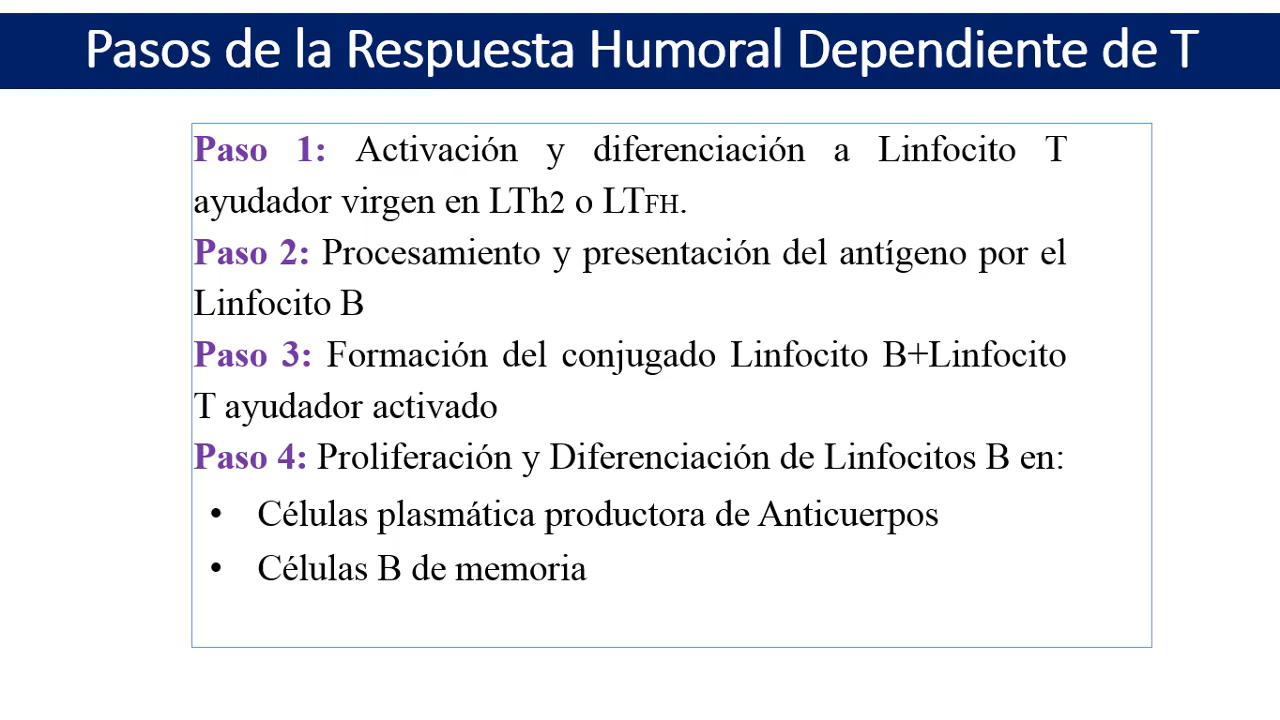 Pasos de la Respuesta Humoral Dependiente de T
Paso 1: Activación y diferenciación a Linfocito T
ayudador virgen en LTh2 o LTFH.
Paso 2: Procesamiento y presentación del antígeno por el
Linfocito B
Paso 3: Formación del conjugado Linfocito B+Linfocito
T ayudador activado
Paso 4: Proliferación y Diferenciación de Linfocitos B en:
• Células plasmática productora de Anticuerpos
• Células B de memoria